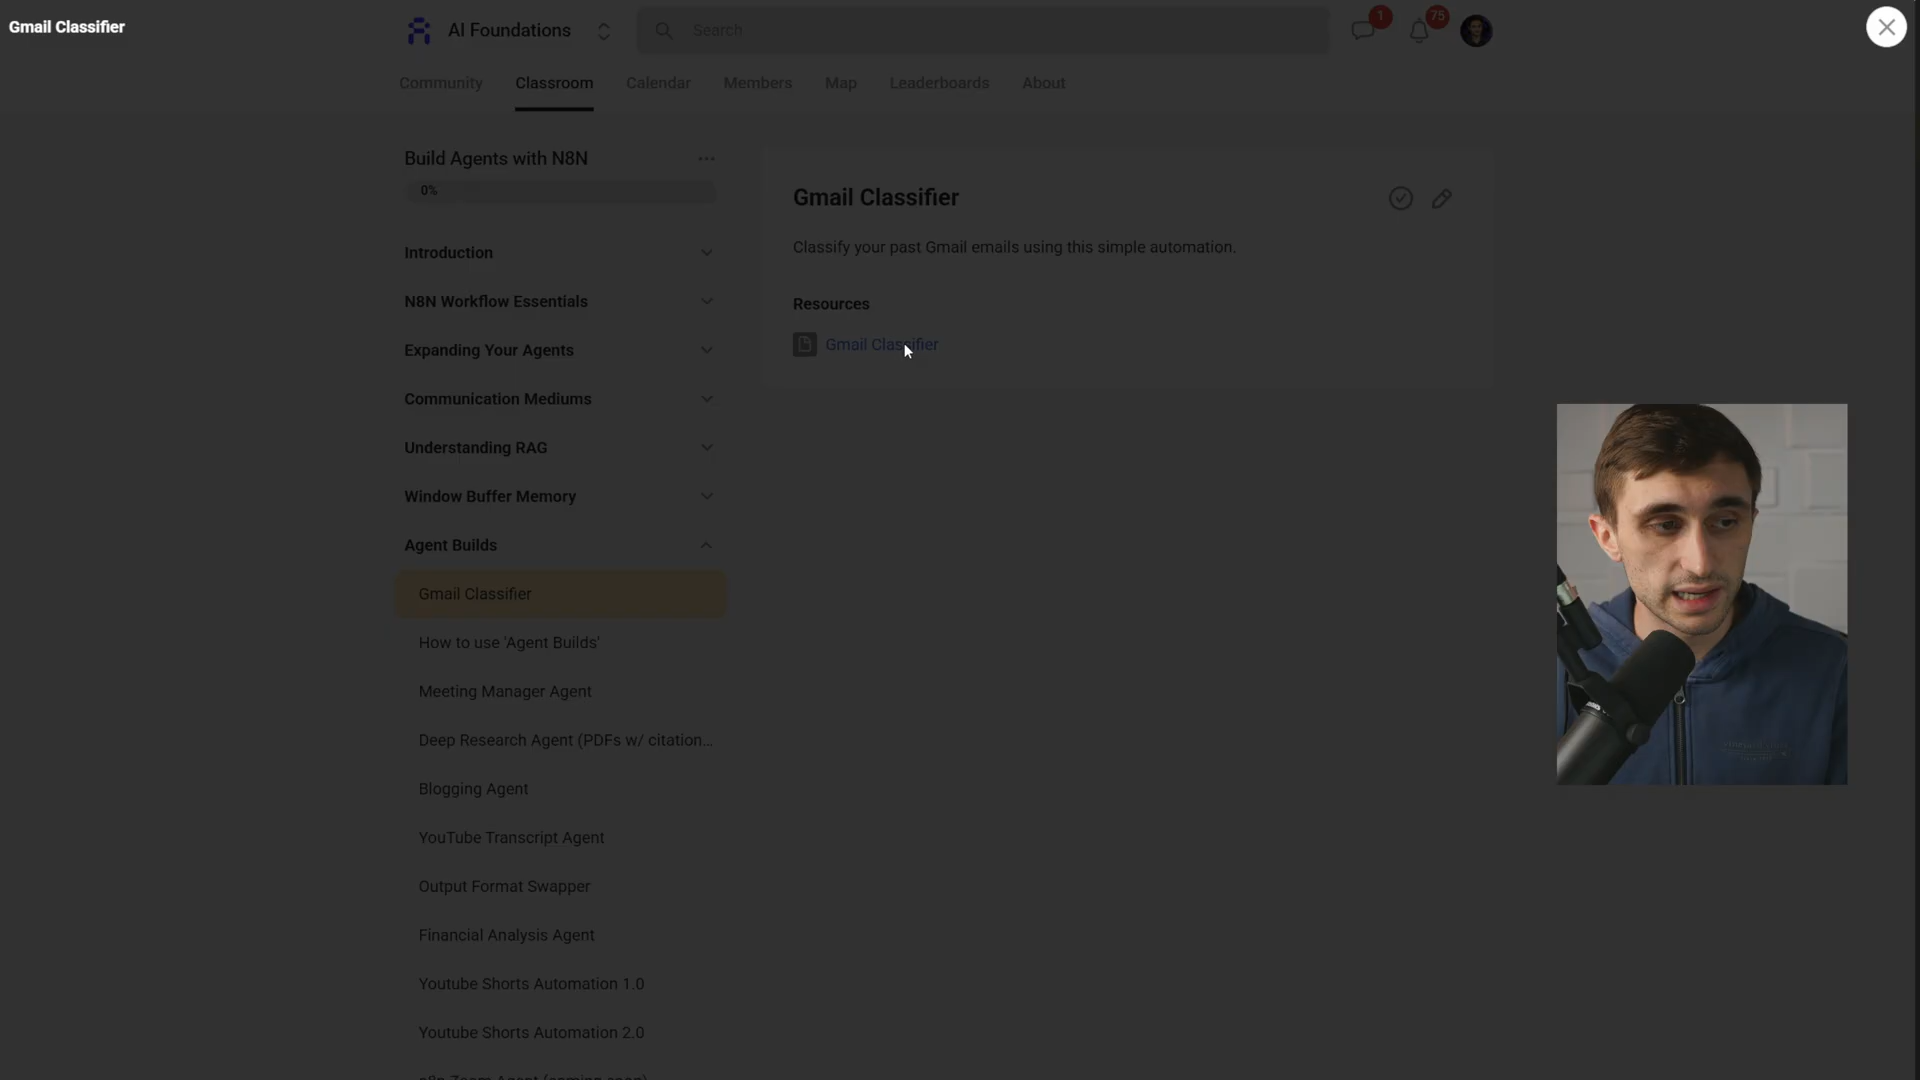 Gmail Classifier
AI Foundations
Search
1
75
Community
Classroom
Calendar
Members
Map
Leaderboards
About
Build Agents with N8N
0%
Introduction
N8N Workflow Essentials
Expanding Your Agents
Communication Mediums
Understanding RAG
Window Buffer Memory
Agent Builds
Gmail Classifier
How to use 'Agent Builds'
Meeting Manager Agent
Deep Research Agent (PDFs w/ citation...
Blogging Agent
YouTube Transcript Agent
Output Format Swapper
Financial Analysis Agent
Youtube Shorts Automation 1.0
Youtube Shorts Automation 2.0
Gmail Classifier
Classify your past Gmail emails using this simple automation.
Resources
Gmail Classifier